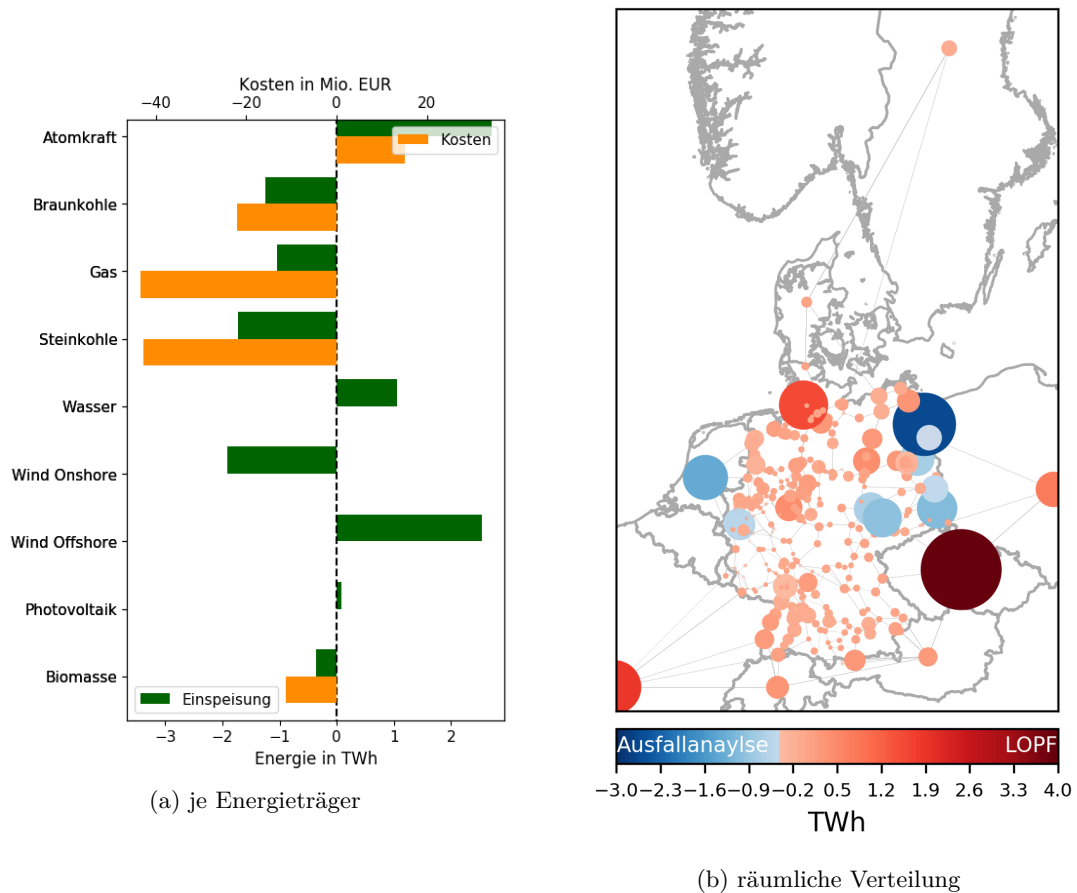 Kosten in Mio. EUR
−40 −20 0 20
Atomkraft
Kosten
Braunkohle
Gas
Steinkohle
Wasser
Wind Onshore
Wind Offshore
Photovoltaik
Biomasse
Einspeisung
−3 −2 −1 0 1 2
Energie in TWh
(a) je Energieträger
Ausfallanaylse LOPF
−3.0 −2.3 −1.6 −0.9 −0.2 0.5 1.2 1.9 2.6 3.3 4.0
TWh
(b) räumliche Verteilung